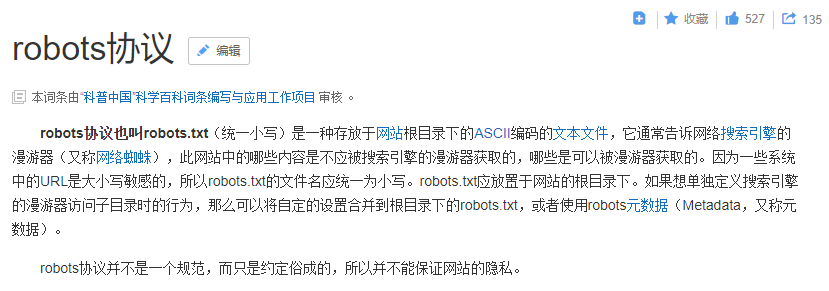 收藏 527 135
robots协议 编辑
本词条由“科普中国”科学百科词条编写与应用工作项目 审核 。
robots协议也叫robots.txt（统一小写）是一种存放于网站根目录下的ASCII编码的文本文件，它通常告诉网络搜索引擎的
漫游器（又称网络蜘蛛），此网站中的哪些内容是不应被搜索引擎的漫游器获取的，哪些是可以被漫游器获取的。因为一些系统
中的URL是大小写敏感的，所以robots.txt的文件名应统一为小写。robots.txt应放置于网站的根目录下。如果想单独定义搜索引擎
的漫游器访问子目录时的行为，那么可以将自定的设置合并到根目录下的robots.txt，或者使用robots元数据（Metadata，又称元
数据）。
robots协议并不是一个规范，而只是约定俗成的，所以并不能保证网站的隐私。